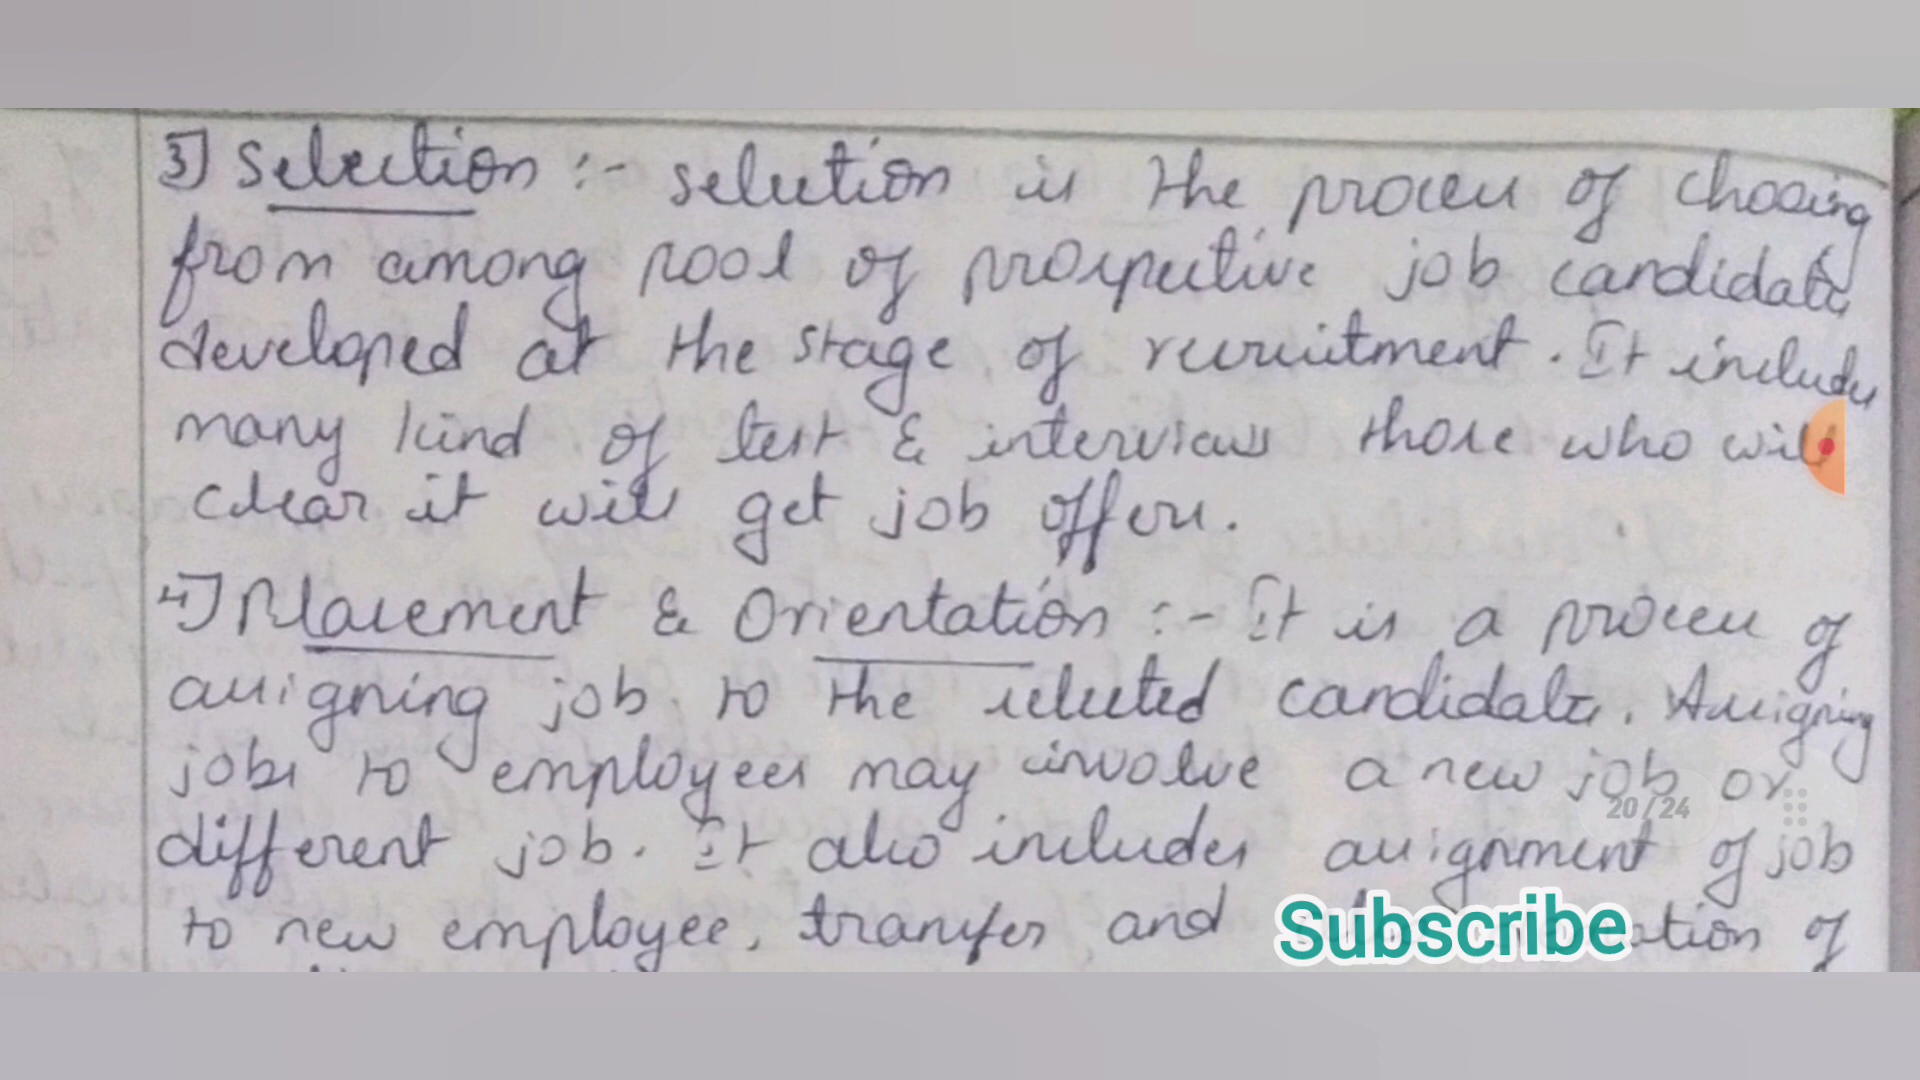 3] Selection :- selection is the process of choosing
from among pool of prospective job candidates
developed at the stage of recruitment. It includes
many kind of test & interviews those who will
clear it will get job offers.
4] Placement & Orientation :- It is a process of
assigning job to the selected candidates. Assigning
jobs to employees may involve a new job or
20/24
different job. It also includes assignment of job
to new employee, transfer and of
Subscribe